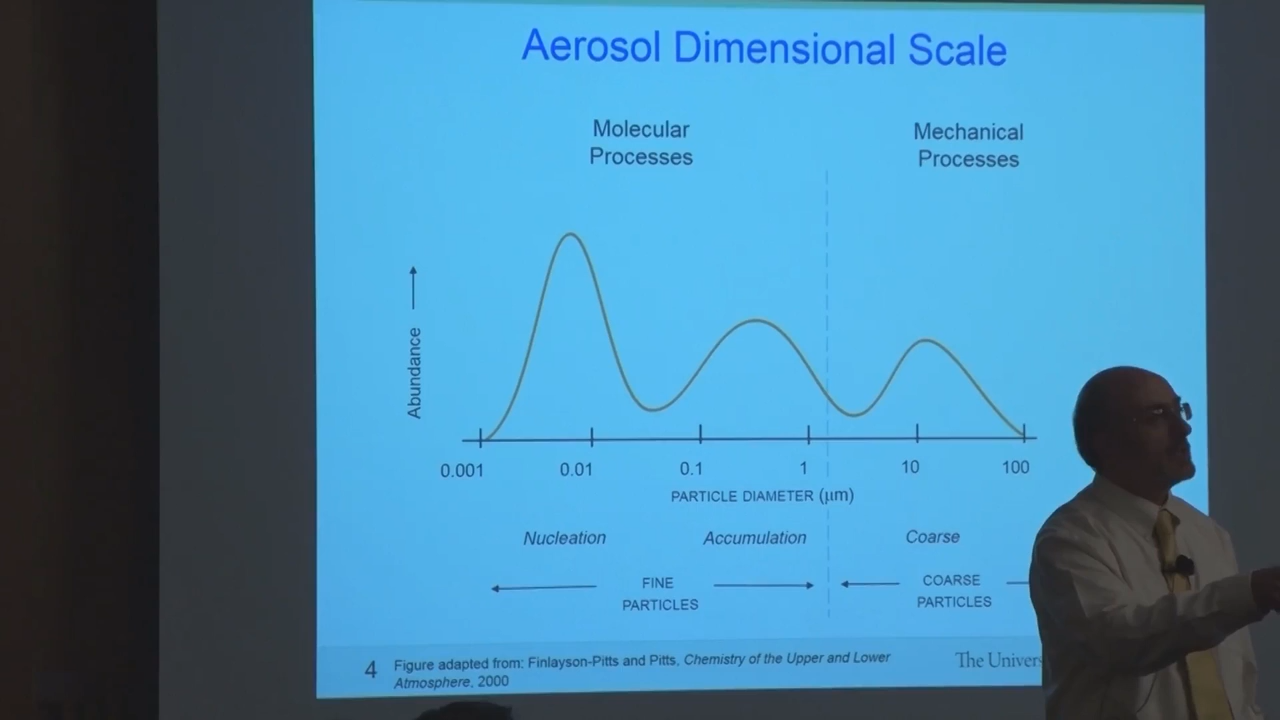 Aerosol Dimensional Scale
Molecular
Processes
Mechanical
Processes
Abundance
0.001
0.01
0.1
1
10
100
PARTICLE DIAMETER (μm)
Nucleation
Accumulation
Coarse
FINE
PARTICLES
COARSE
PARTICLES
4
Figure adapted from: Finlayson-Pitts and Pitts, Chemistry of the Upper and Lower
Atmosphere, 2000
The Univers